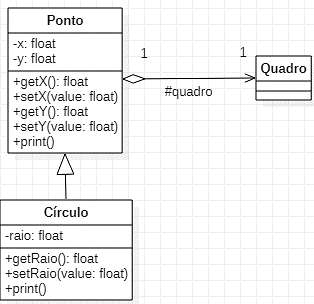 Ponto
-x: float
-y: float
+getX(): float
+setX(value: float)
+getY(): float
+setY(value: float)
+print()
1
1
#quadro
Quadro
Círculo
-raio: float
+getRaio(): float
+setRaio(value: float)
+print()